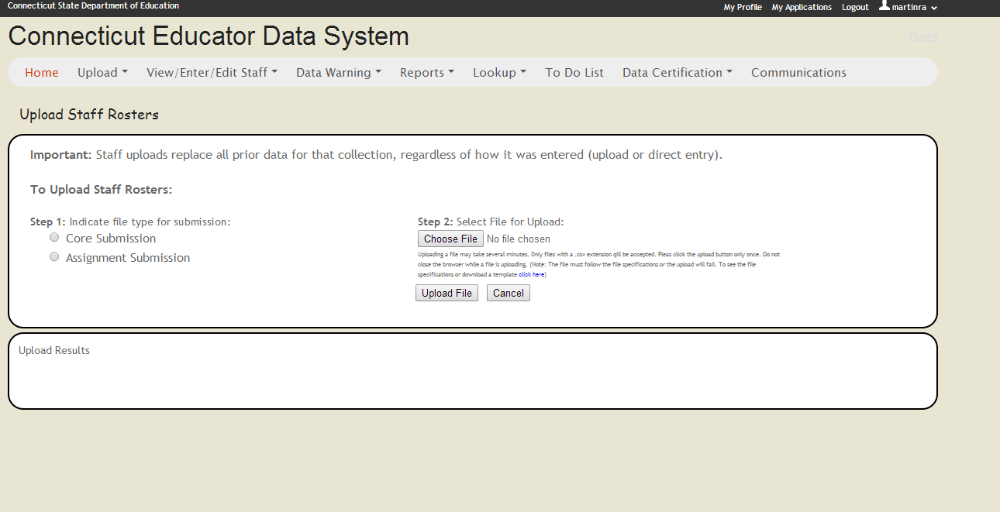 Connecticut State Department of Education
My Profile My Applications Logout martinra
Connecticut Educator Data System
Beta
Home Upload View/Enter/Edit Staff Data Warning Reports Lookup To Do List Data Certification Communications
Upload Staff Rosters
Important: Staff uploads replace all prior data for that collection, regardless of how it was entered (upload or direct entry).
To Upload Staff Rosters:
Step 1: Indicate file type for submission:
Core Submission
Assignment Submission
Step 2: Select File for Upload:
Choose File No file chosen
Uploading a file may take several minutes. Only files with a .csv extension qill be accepted. Pleas click the upload button only once. Do not
close the browser while a file is uploading. (Note: The file must follow the file specifications or the upload will fail. To see the file
specifications or download a template click here)
Upload File Cancel
Upload Results